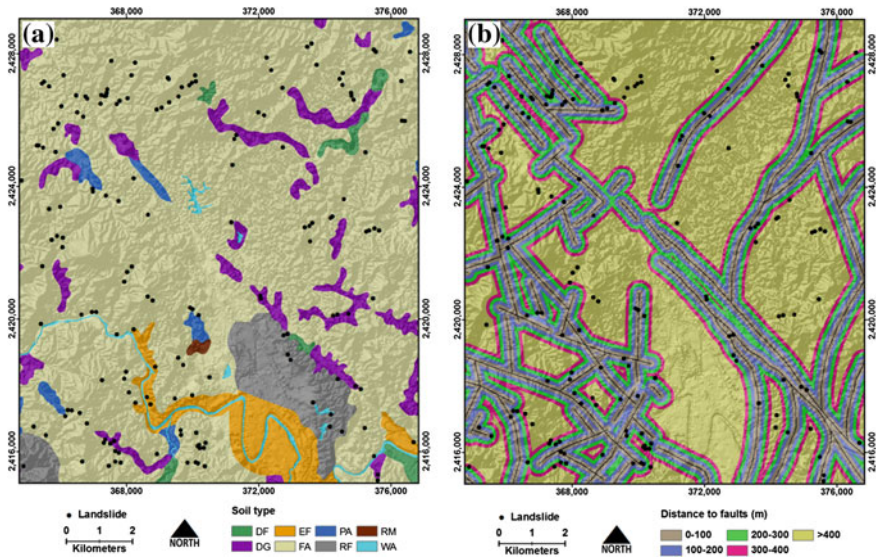 368,000 372,000 376,000
(a)
2,428,000
2,424,000
2,420,000
2,416,000
368,000 372,000 376,000
Landslide
0 1 2
Kilometers
NORTH
Soil type
DF EF PA RM
DG FA RF WA
368,000 372,000 376,000
(b)
2,428,000
2,424,000
2,420,000
2,416,000
368,000 372,000 376,000
Landslide
0 1 2
Kilometers
NORTH
Distance to faults (m)
0-100 200-300 >400
100-200 300-400